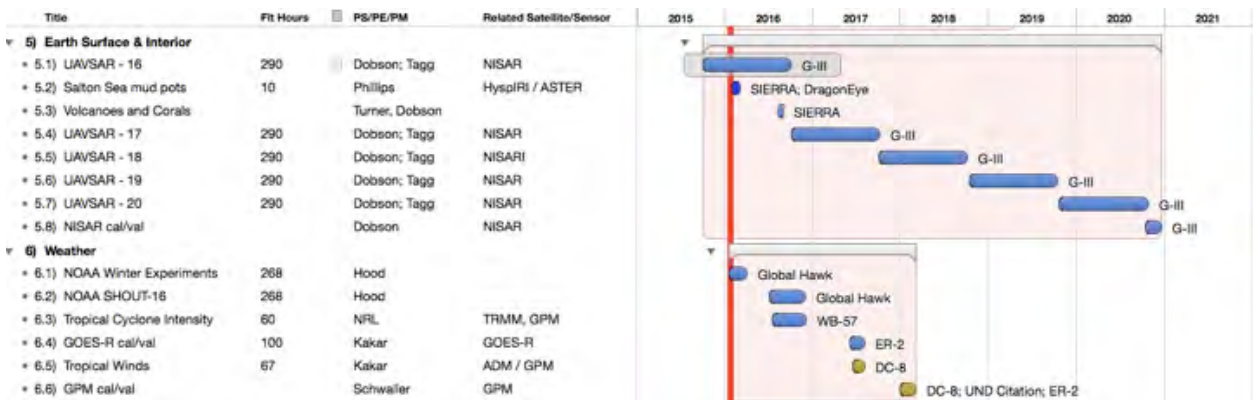 Title Flt Hours PS/PE/PM Related Satellite/Sensor 2015 2016 2017 2018 2019 2020 2021
5) Earth Surface & Interior
5.1) UAVSAR - 16 290 Dobson; Tagg NISAR G-III
5.2) Salton Sea mud pots 10 Phillips HyspIRI / ASTER SIERRA; DragonEye
5.3) Volcanoes and Corals Turner, Dobson SIERRA
5.4) UAVSAR - 17 290 Dobson; Tagg NISAR G-III
5.5) UAVSAR - 18 290 Dobson; Tagg NISARI G-III
5.6) UAVSAR - 19 290 Dobson; Tagg NISAR G-III
5.7) UAVSAR - 20 290 Dobson; Tagg NISAR G-III
5.8) NISAR cal/val Dobson NISAR G-III
6) Weather
6.1) NOAA Winter Experiments 268 Hood Global Hawk
6.2) NOAA SHOUT-16 268 Hood Global Hawk
6.3) Tropical Cyclone Intensity 60 NRL TRMM, GPM WB-57
6.4) GOES-R cal/val 100 Kakar GOES-R ER-2
6.5) Tropical Winds 67 Kakar ADM / GPM DC-8
6.6) GPM cal/val Schwaller GPM DC-8; UND Citation; ER-2